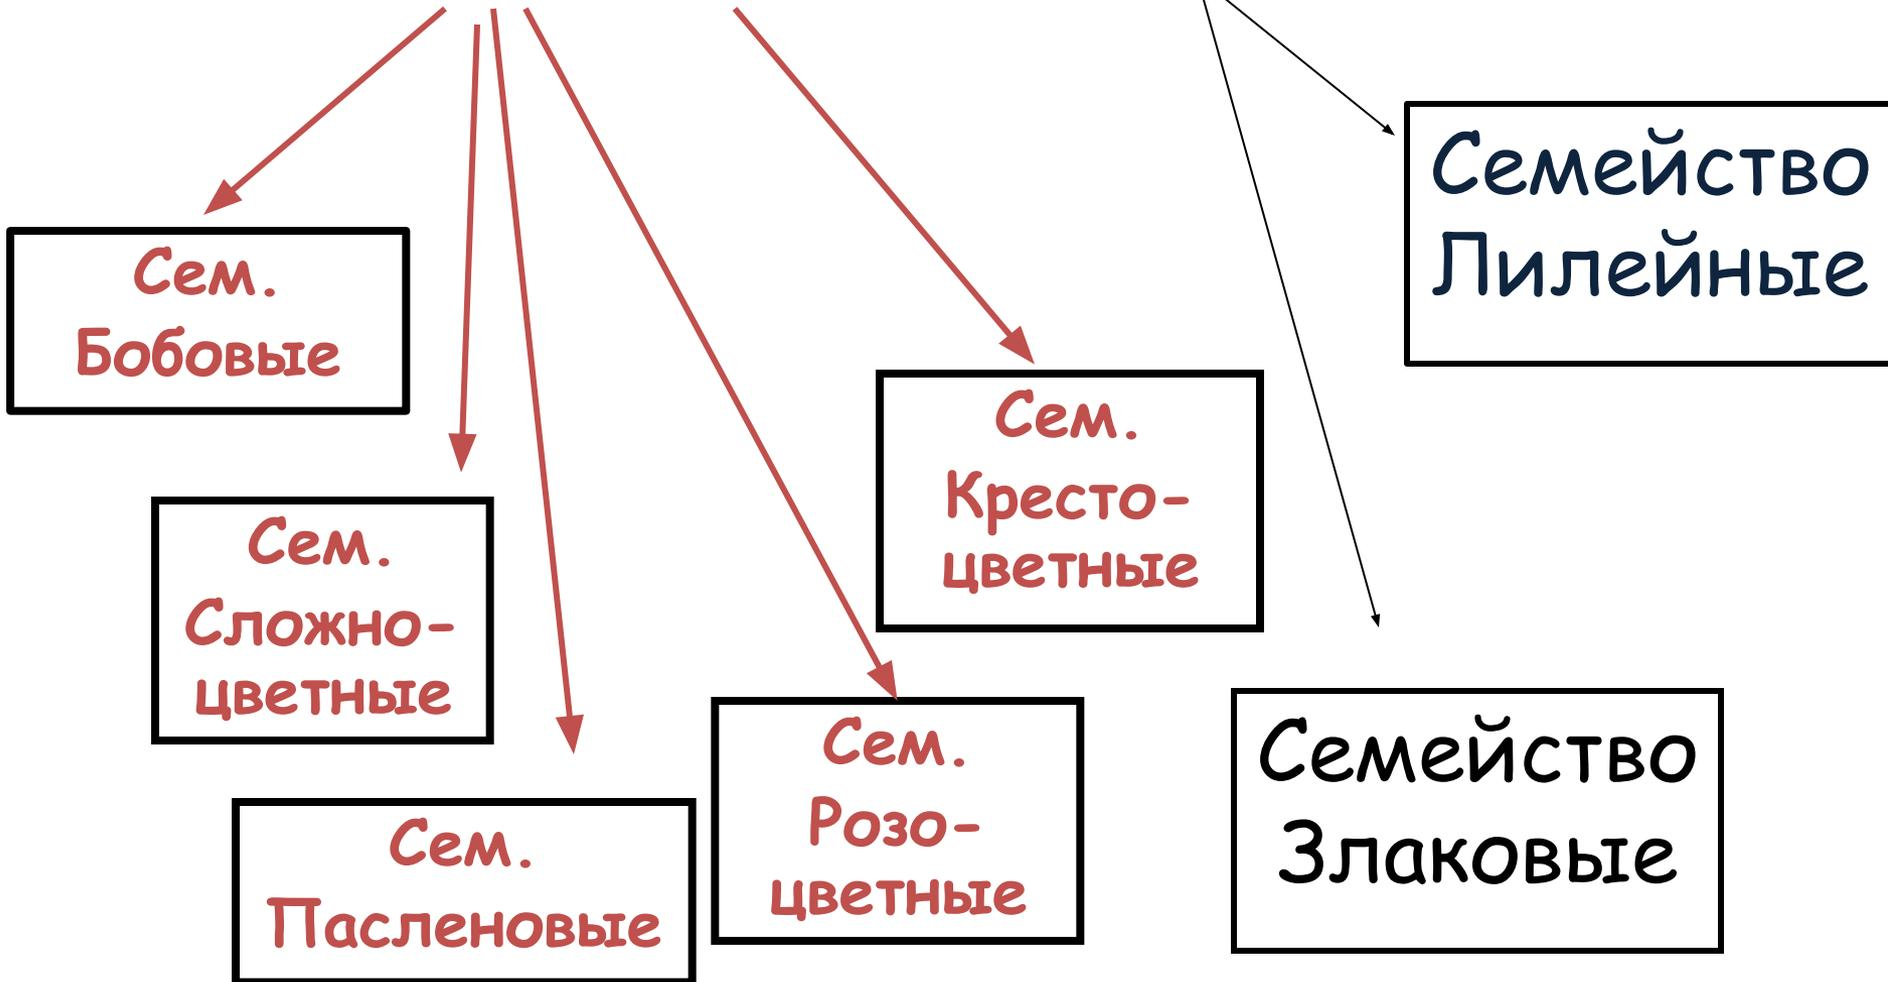 Семейство
Лилейные
Сем.
Бобовые
Сем.
Кресто-
цветные
Сем.
Сложно-
цветные
Сем.
Розо-
цветные
Семейство
Злаковые
Сем.
Пасленовые